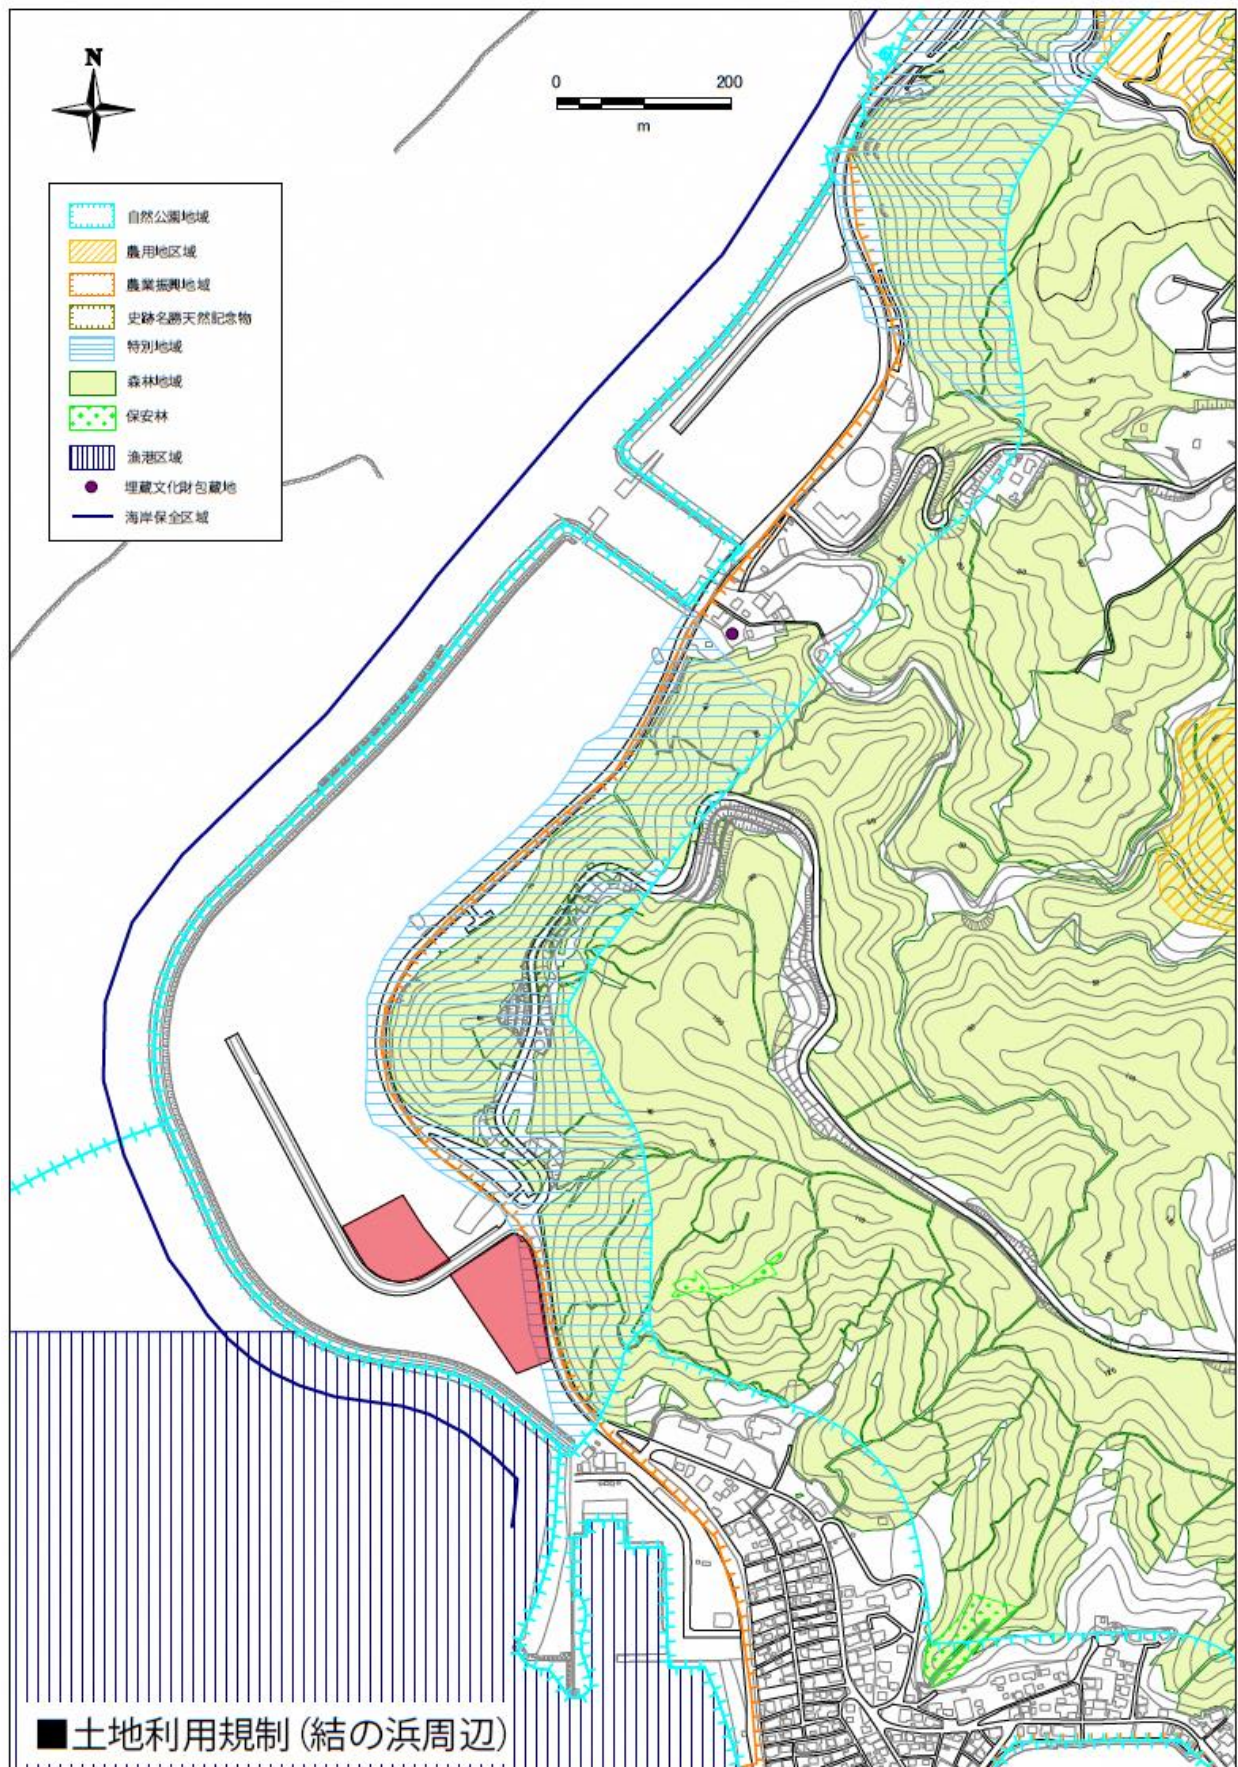 N
0 200
m
自然公園地域
農用地区域
農業振興地域
史跡名勝天然記念物
特別地域
森林地域
保安林
漁港区域
埋蔵文化財包蔵地
海岸保全区域
■土地利用規制(結の浜周辺)